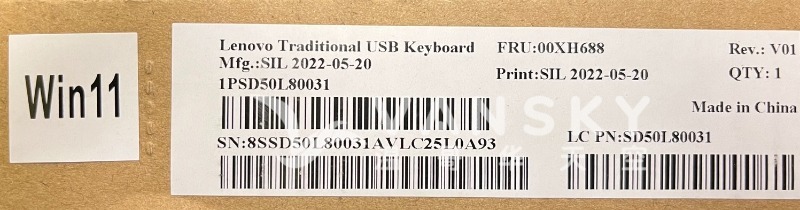 Win11
Lenovo Traditional USB Keyboard FRU:00XH688 Rev.: V01
Mfg.:SIL 2022-05-20 Print:SIL 2022-05-20 QTY: 1
1PSD50L80031
Made in China
VANSKY
SN:8SSD50L80031AVLC25L0A93 LC PN:SD50L80031